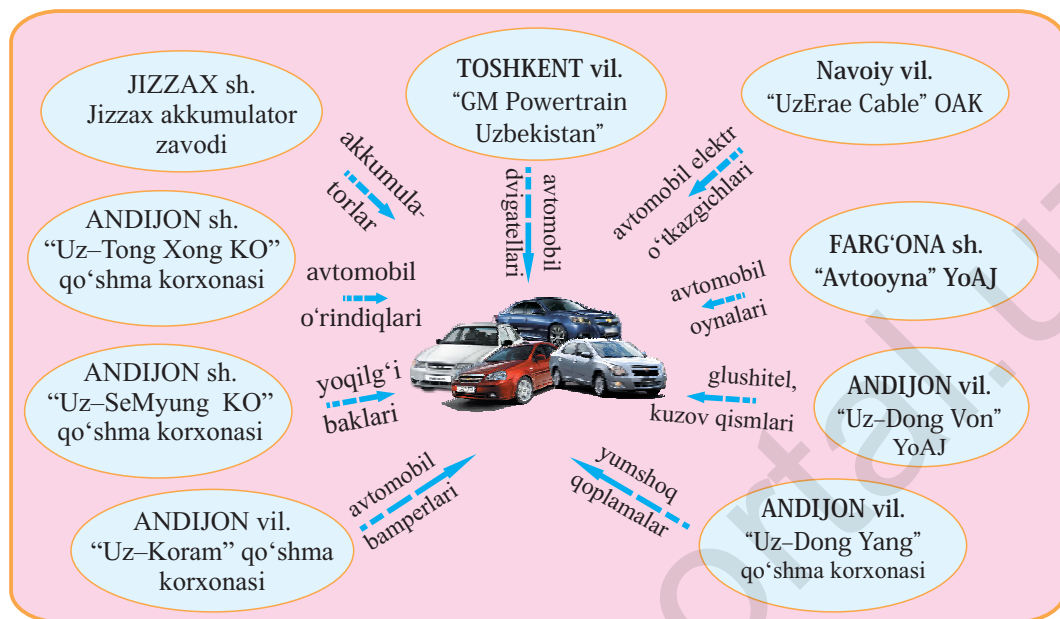 JIZZAX sh.
Jizzax akkumulator
zavodi
akkumula-
torlar
TOSHKENT vil.
“GM Powertrain
Uzbekistan”
avtomobil
dvigatellari
Navoiy vil.
“UzErae Cable” OAK
avtomobil elektr
o‘tkazgichlari
ANDIJON sh.
“Uz–Tong Xong KO”
qo‘shma korxonasi
avtomobil
o‘rindiqlari
FARG‘ONA sh.
“Avtooyna” YoAJ
avtomobil
oynalari
ANDIJON sh.
“Uz–SeMyung KO”
qo‘shma korxonasi
yoqilg‘i
baklari
glushitel,
kuzov qismlari
ANDIJON vil.
“Uz–Dong Von”
YoAJ
ANDIJON vil.
“Uz–Koram” qo‘shma
korxonasi
avtomobil
bamperlari
yumshoq
qoplamalar
ANDIJON vil.
“Uz–Dong Yang”
qo‘shma korxonasi
ortal.u